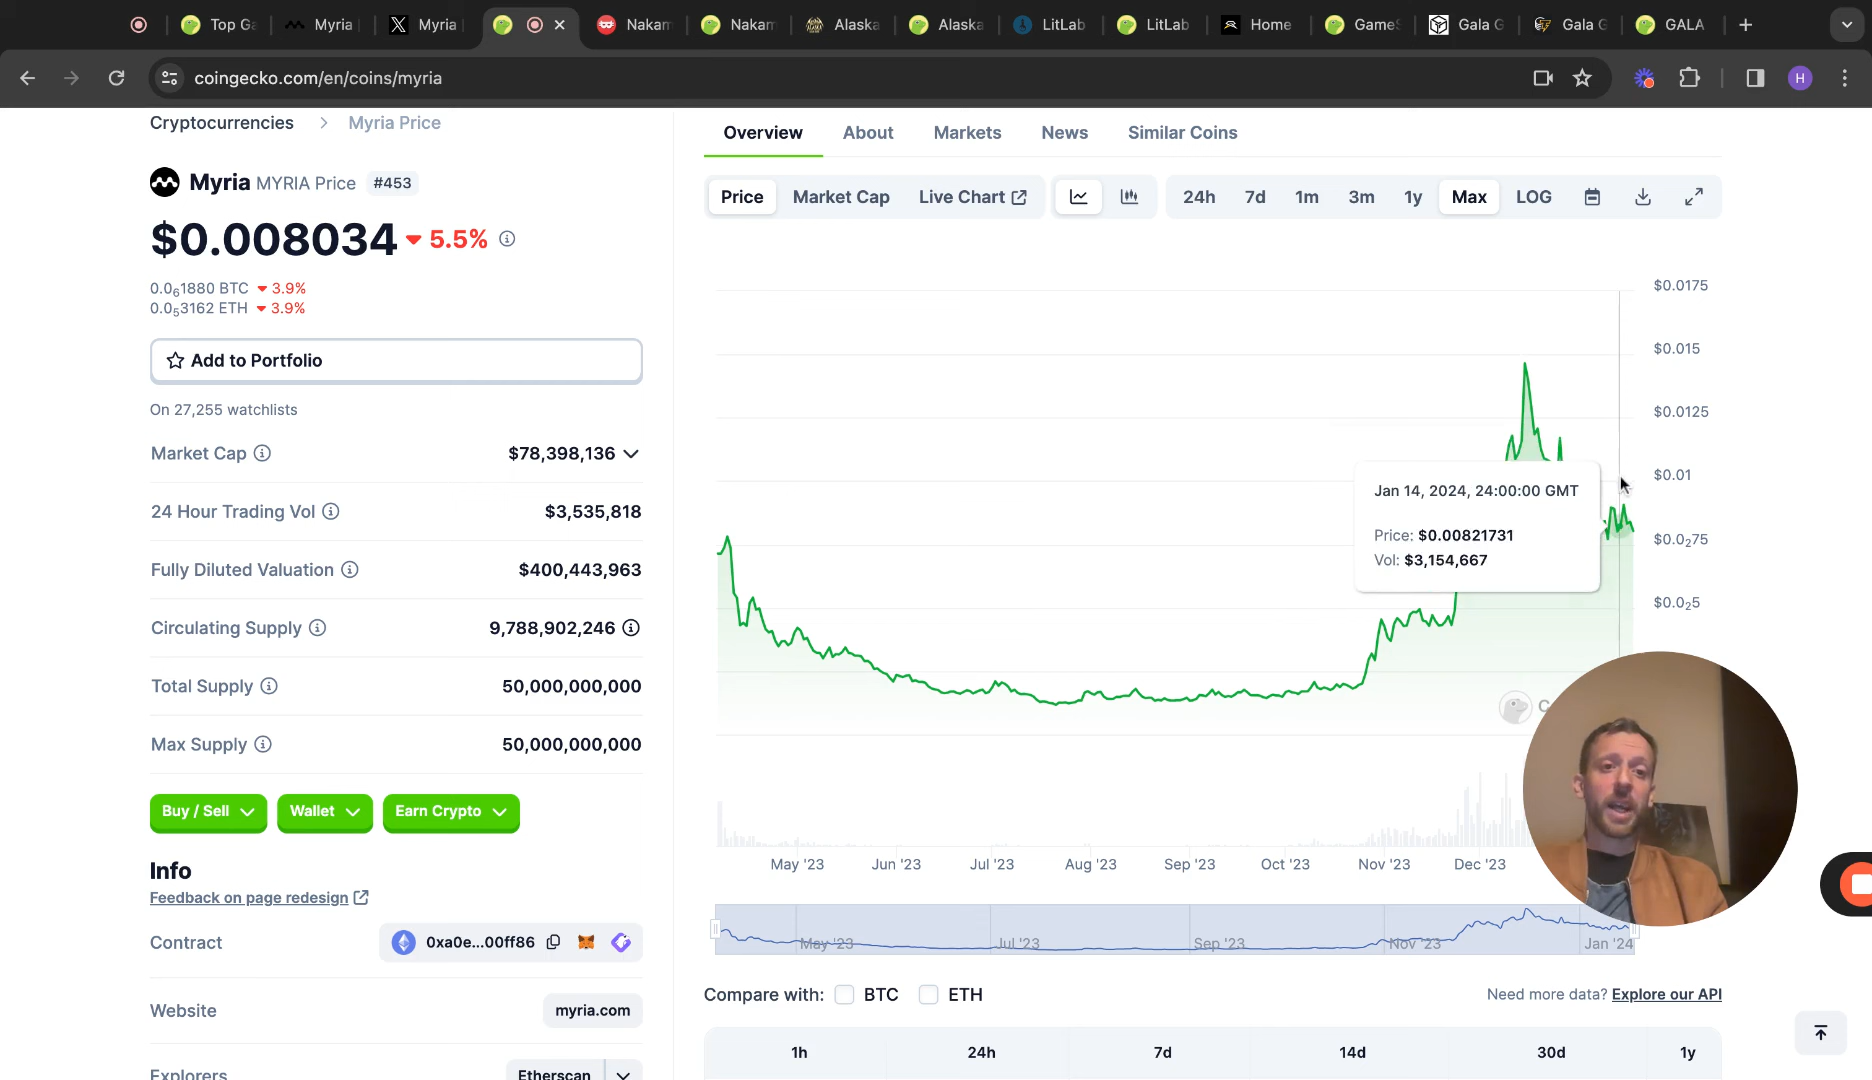 Top Ga
Myria
Myria
Nakam
Nakam
Alaska
Alaska
LitLab
LitLab
Home
GameS
Gala G
Gala G
GALA
coingecko.com/en/coins/myria
H
Cryptocurrencies > Myria Price
Myria MYRIA Price #453
$0.008034 5.5%
0.0₆1880 BTC 3.9%
0.0₅3162 ETH 3.9%
Add to Portfolio
On 27,255 watchlists
Market Cap $78,398,136
24 Hour Trading Vol $3,535,818
Fully Diluted Valuation $400,443,963
Circulating Supply 9,788,902,246
Total Supply 50,000,000,000
Max Supply 50,000,000,000
Buy / Sell Wallet Earn Crypto
Info
Feedback on page redesign
Contract 0xa0e...00ff86
Website myria.com
Explorers Etherscan
Overview About Markets News Similar Coins
Price Market Cap Live Chart 24h 7d 1m 3m 1y Max LOG
$0.0175
$0.015
$0.0125
$0.01
$0.0₂75
$0.0₂5
Jan 14, 2024, 24:00:00 GMT
Price: $0.00821731
Vol: $3,154,667
C
May '23 Jun '23 Jul '23 Aug '23 Sep '23 Oct '23 Nov '23 Dec '23
May '23 Jul '23 Sep '23 Nov '23 Jan '24
Compare with: BTC ETH
Need more data? Explore our API
1h 24h 7d 14d 30d 1y